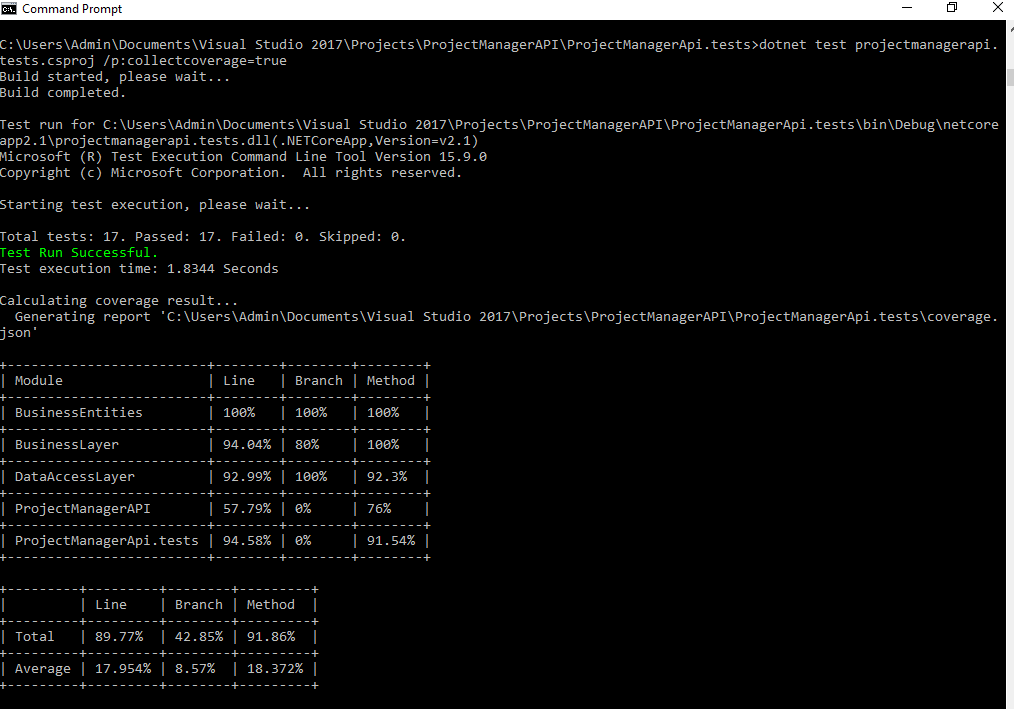 Command Prompt
C:\Users\Admin\Documents\Visual Studio 2017\Projects\ProjectManagerAPI\ProjectManagerApi.tests>dotnet test projectmanagerapi.
tests.csproj /p:collectcoverage=true
Build started, please wait...
Build completed.
Test run for C:\Users\Admin\Documents\Visual Studio 2017\Projects\ProjectManagerAPI\ProjectManagerApi.tests\bin\Debug\netcore
app2.1\projectmanagerapi.tests.dll(.NETCoreApp,Version=v2.1)
Microsoft (R) Test Execution Command Line Tool Version 15.9.0
Copyright (c) Microsoft Corporation.  All rights reserved.
Starting test execution, please wait...
Total tests: 17. Passed: 17. Failed: 0. Skipped: 0.
Test Run Successful.
Test execution time: 1.8344 Seconds
Calculating coverage result...
  Generating report 'C:\Users\Admin\Documents\Visual Studio 2017\Projects\ProjectManagerAPI\ProjectManagerApi.tests\coverage.
json'
+-------------------------+--------+--------+--------+
| Module                  | Line   | Branch | Method |
+-------------------------+--------+--------+--------+
| BusinessEntities        | 100%   | 100%   | 100%   |
+-------------------------+--------+--------+--------+
| BusinessLayer           | 94.04% | 80%    | 100%   |
+-------------------------+--------+--------+--------+
| DataAccessLayer         | 92.99% | 100%   | 92.3%  |
+-------------------------+--------+--------+--------+
| ProjectManagerAPI       | 57.79% | 0%     | 76%    |
+-------------------------+--------+--------+--------+
| ProjectManagerApi.tests | 94.58% | 0%     | 91.54% |
+-------------------------+--------+--------+--------+
+---------+---------+--------+---------+
|         | Line    | Branch | Method  |
+---------+---------+--------+---------+
| Total   | 89.77%  | 42.85% | 91.86%  |
+---------+---------+--------+---------+
| Average | 17.954% | 8.57%  | 18.372% |
+---------+---------+--------+---------+